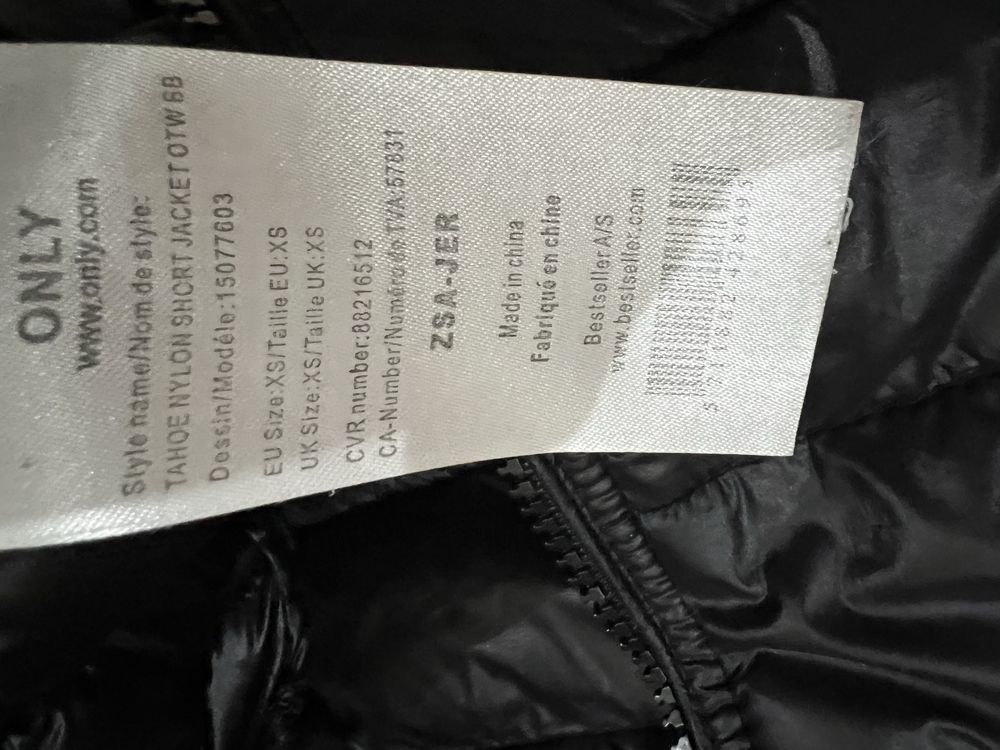 ONLY
www.only.com
Style name/Nom de style:
TAHOE NYLON SHORT JACKET OTW 6B
Dessin/Modéle:15077603
EU Size:XS/Taille EU:XS
UK Size:XS/Taille UK:XS
CVR number:88216512
CA-Number/Numéro de TVA:57831
ZSA-JER
Made in china
Fabriqué en chine
Bestseller A/S
www.bestseller.com